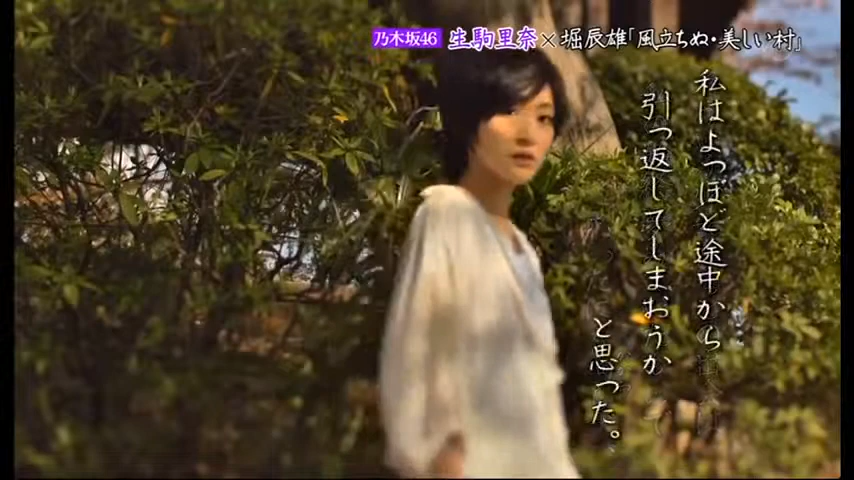 乃木坂46 生駒里奈×堀辰雄「風立ちぬ・美しい村」
私はよっぽど途中から
引っ返してしまおうか
と思った。